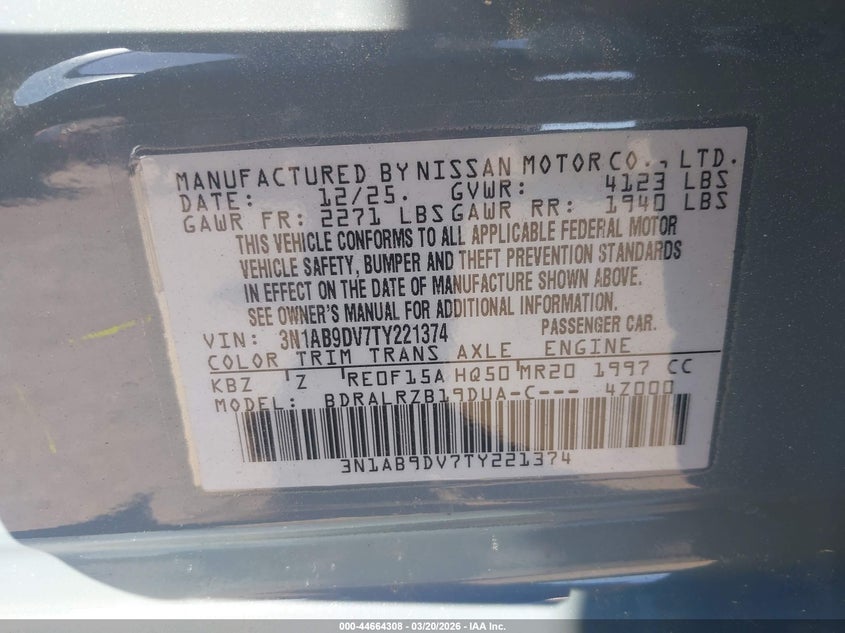 MANUFACTURED BY NISSAN MOTOR CO., LTD.
DATE: 12/25. GVWR: 4123 LBS
GAWR FR: 2271 LBS GAWR RR: 1940 LBS
THIS VEHICLE CONFORMS TO ALL APPLICABLE FEDERAL MOTOR
VEHICLE SAFETY, BUMPER AND THEFT PREVENTION STANDARDS
IN EFFECT ON THE DATE OF MANUFACTURE SHOWN ABOVE.
SEE OWNER'S MANUAL FOR ADDITIONAL INFORMATION.
VIN: 3N1AB9DV7TY221374 PASSENGER CAR.
COLOR TRIM TRANS AXLE ENGINE
KBZ Z RE0F15A HQ50 MR20 1997 CC
MODEL: BDRALRZB19DUA-C--- 4Z000
3N1AB9DV7TY221374
000-44664308 - 03/20/2026 - IAA Inc.